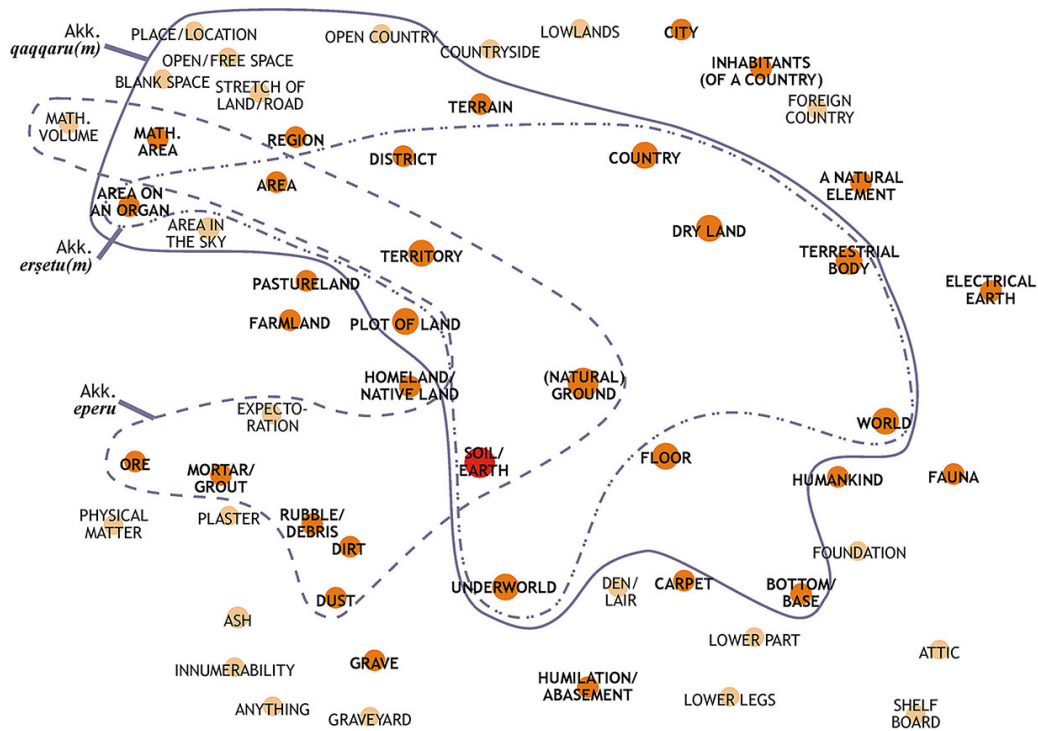 Akk.
qaqqaru(m)
PLACE/LOCATION
OPEN/FREE SPACE
BLANK SPACE
STRETCH OF
LAND/ROAD
OPEN COUNTRY
COUNTRYSIDE
LOWLANDS
CITY
INHABITANTS
(OF A COUNTRY)
FOREIGN
COUNTRY
TERRAIN
MATH.
VOLUME
MATH.
AREA
REGION
DISTRICT
COUNTRY
AREA
A NATURAL
ELEMENT
AREA ON
AN ORGAN
AREA IN
THE SKY
DRY LAND
Akk.
erṣetu(m)
TERRITORY
TERRESTRIAL
BODY
PASTURELAND
ELECTRICAL
EARTH
FARMLAND
PLOT OF LAND
HOMELAND/
NATIVE LAND
(NATURAL)
GROUND
Akk.
eperu
EXPECTO-
RATION
WORLD
ORE
MORTAR/
GROUT
SOIL/
EARTH
FLOOR
HUMANKIND
FAUNA
PHYSICAL
MATTER
PLASTER
RUBBLE/
DEBRIS
DIRT
FOUNDATION
DUST
UNDERWORLD
DEN/
LAIR
CARPET
BOTTOM/
BASE
ASH
LOWER PART
ATTIC
INNUMERABILITY
GRAVE
HUMILATION/
ABASEMENT
LOWER LEGS
ANYTHING
GRAVEYARD
SHELF
BOARD